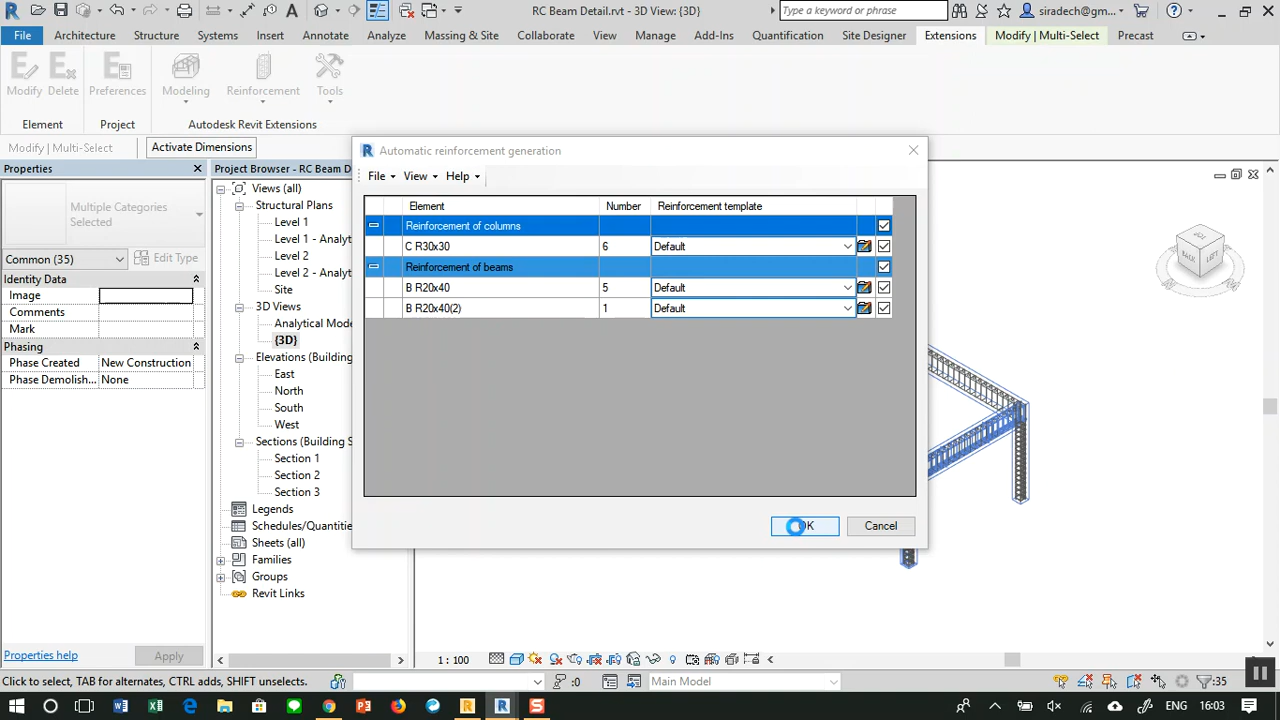 RC Beam Detail.rvt - 3D View: {3D}
Type a keyword or phrase
siradech@gm...
File
Architecture
Structure
Systems
Insert
Annotate
Analyze
Massing & Site
Collaborate
View
Manage
Add-Ins
Quantification
Site Designer
Extensions
Modify | Multi-Select
Precast
Modify
Delete
Preferences
Modeling
Reinforcement
Tools
Element
Project
Autodesk Revit Extensions
Modify | Multi-Select
Activate Dimensions
Properties
Multiple Categories
Selected
Common (35)
Edit Type
Identity Data
Image
Comments
Mark
Phasing
Phase Created
New Construction
Phase Demolish...
None
Properties help
Apply
Project Browser - RC Beam D
Views (all)
Structural Plans
Level 1
Level 1 - Analyt
Level 2
Level 2 - Analyt
Site
3D Views
Analytical Mode
{3D}
Elevations (Building
East
North
South
West
Sections (Building S
Section 1
Section 2
Section 3
Legends
Schedules/Quantitie
Sheets (all)
Families
Groups
Revit Links
Automatic reinforcement generation
File
View
Help
Element
Number
Reinforcement template
Reinforcement of columns
C R30x30
6
Default
Reinforcement of beams
B R20x40
5
Default
B R20x40(2)
1
Default
OK
Cancel
LEFT
1 : 100
Click to select, TAB for alternates, CTRL adds, SHIFT unselects.
:0
Main Model
:35
ENG
16:03